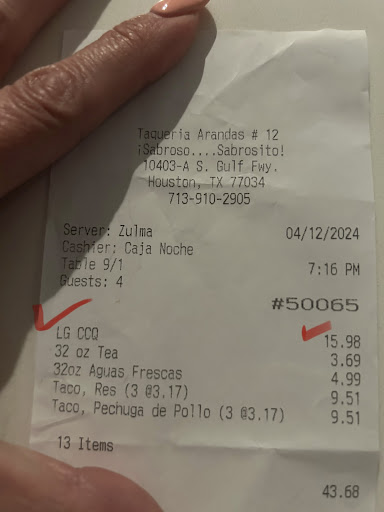 Taqueria Arandas # 12
¡Sabroso....Sabrosito!
10403-A S. Gulf Fwy.
Houston, TX 77034
713-910-2905
Server: Zulma 04/12/2024
Cashier: Caja Noche
Table 9/1 7:16 PM
Guests: 4
#50065
LG CCQ 15.98
32 oz Tea 3.69
32oz Aguas Frescas 4.99
Taco, Res (3 @3.17) 9.51
Taco, Pechuga de Pollo (3 @3.17) 9.51
13 Items
43.68